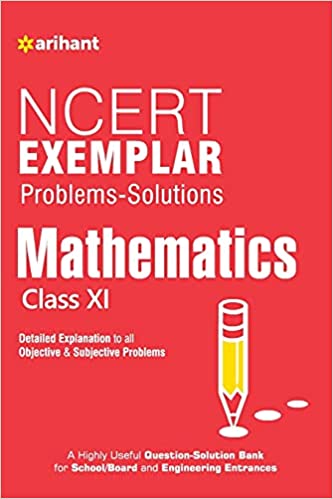 arihant
NCERT
EXEMPLAR
Problems-Solutions
Mathematics
Class XI
Detailed Explanation to all
Objective & Subjective Problems
A Highly Useful Question-Solution Bank
for School/Board and Engineering Entrances